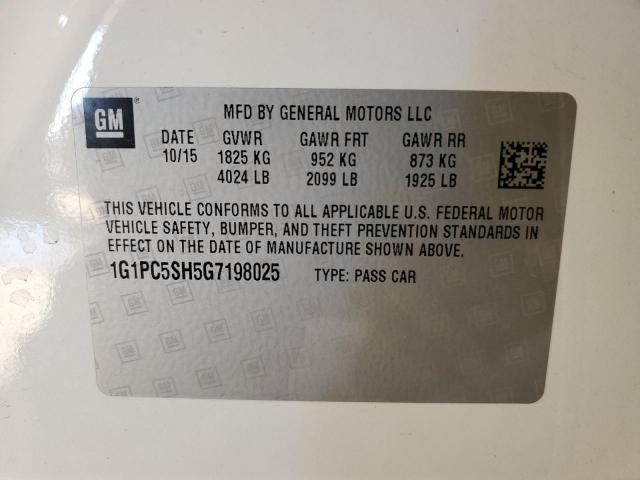 GM ® MFD BY GENERAL MOTORS LLC
DATE GVWR GAWR FRT GAWR RR
10/15 1825 KG 952 KG 873 KG
4024 LB 2099 LB 1925 LB
THIS VEHICLE CONFORMS TO ALL APPLICABLE U.S. FEDERAL MOTOR
VEHICLE SAFETY, BUMPER, AND THEFT PREVENTION STANDARDS IN
EFFECT ON THE DATE OF MANUFACTURE SHOWN ABOVE.
1G1PC5SH5G7198025 TYPE: PASS CAR